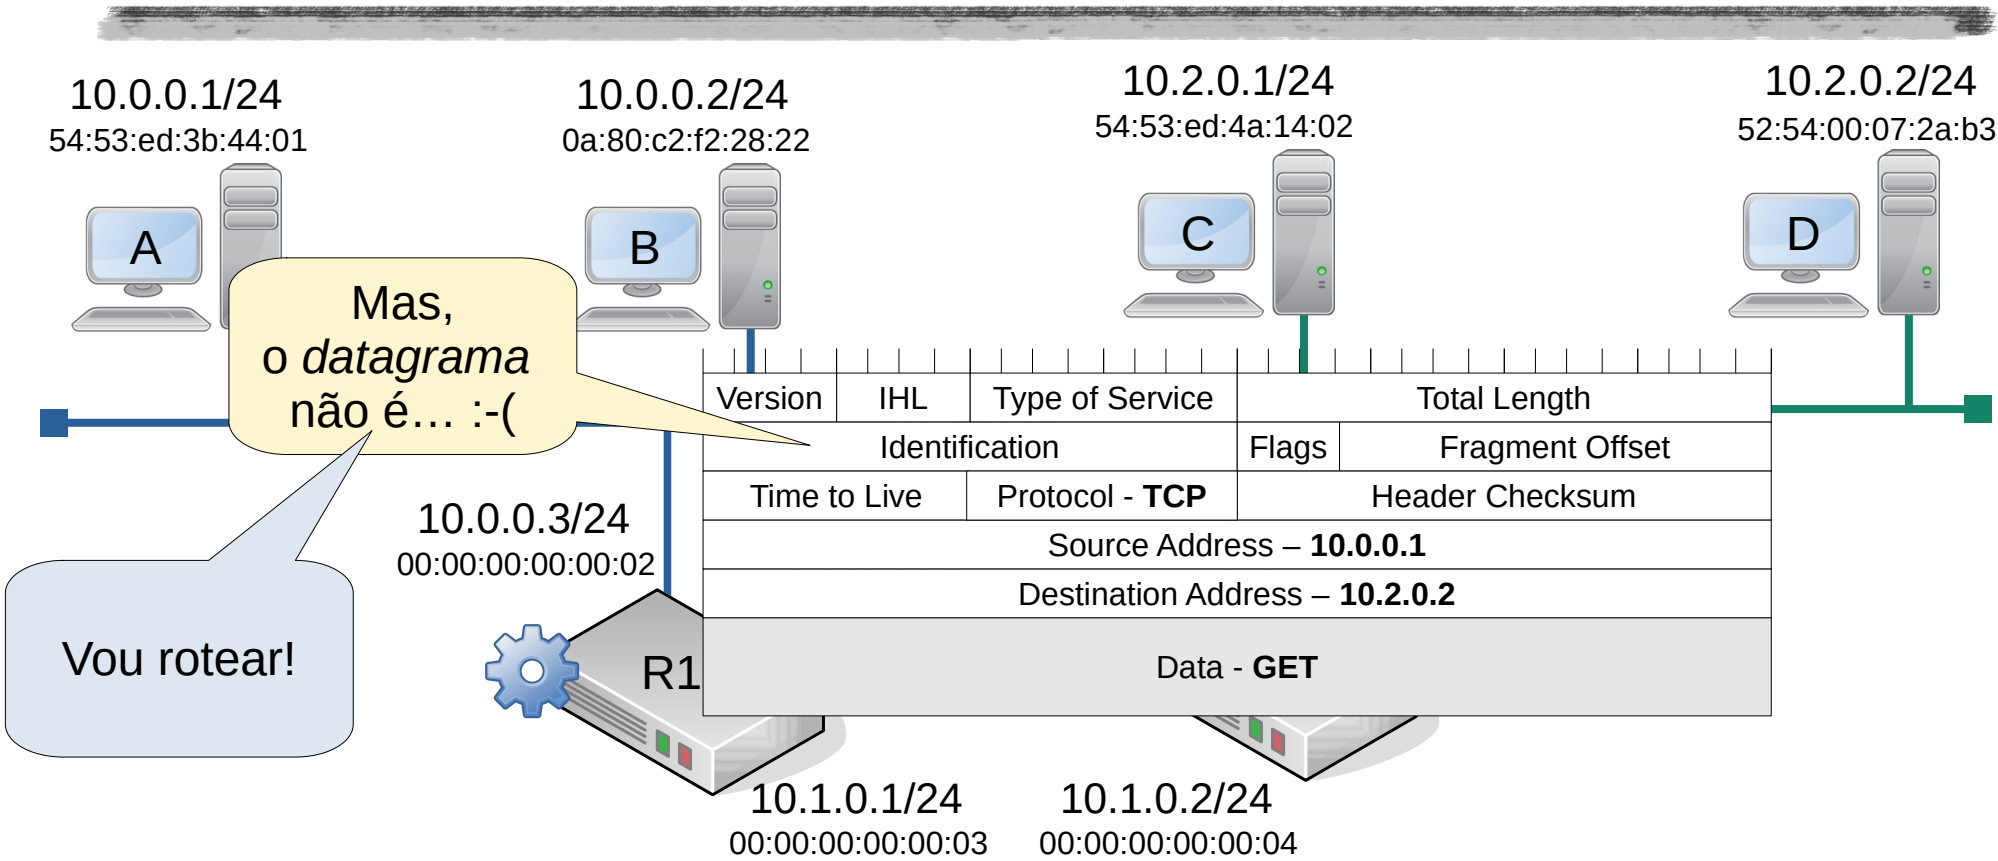 10.0.0.1/24
54:53:ed:3b:44:01
10.0.0.2/24
0a:80:c2:f2:28:22
10.2.0.1/24
54:53:ed:4a:14:02
10.2.0.2/24
52:54:00:07:2a:b3
A
B
C
D
Mas,
o datagrama
não é… :-(
Version IHL Type of Service Total Length
Identification Flags Fragment Offset
Time to Live Protocol - TCP Header Checksum
Source Address – 10.0.0.1
Destination Address – 10.2.0.2
Data - GET
10.0.0.3/24
00:00:00:00:00:02
Vou rotear!
R1
10.1.0.1/24
00:00:00:00:00:03
10.1.0.2/24
00:00:00:00:00:04